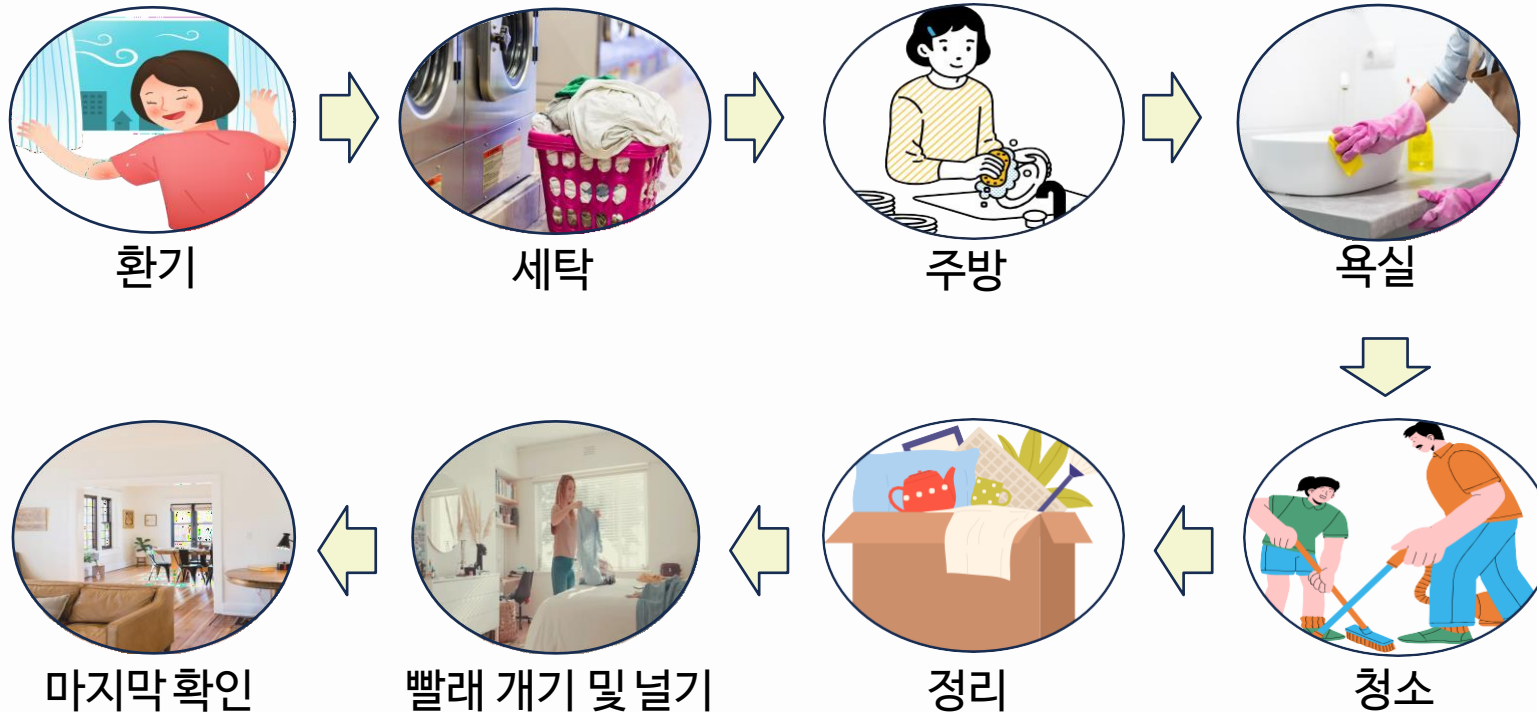 환기
세탁
주방
욕실
청소
정리
빨래 개기 및 널기
마지막 확인